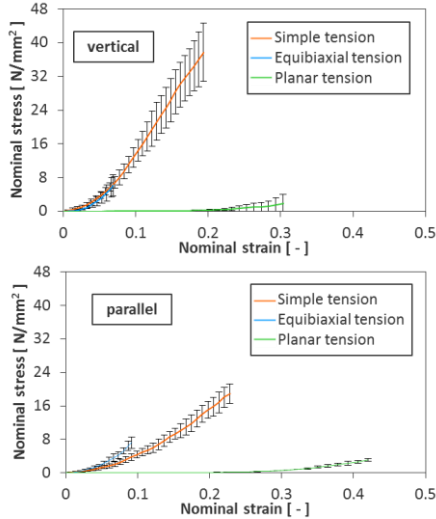 48
40
32
24
16
8
0
Nominal stress [ N/mm²]
vertical
Simple tension
Equibiaxial tension
Planar tension
0 0.1 0.2 0.3 0.4 0.5
Nominal strain [ - ]
48
40
32
24
16
8
0
Nominal stress [ N/mm²]
parallel
Simple tension
Equibiaxial tension
Planar tension
0 0.1 0.2 0.3 0.4 0.5
Nominal strain [ - ]